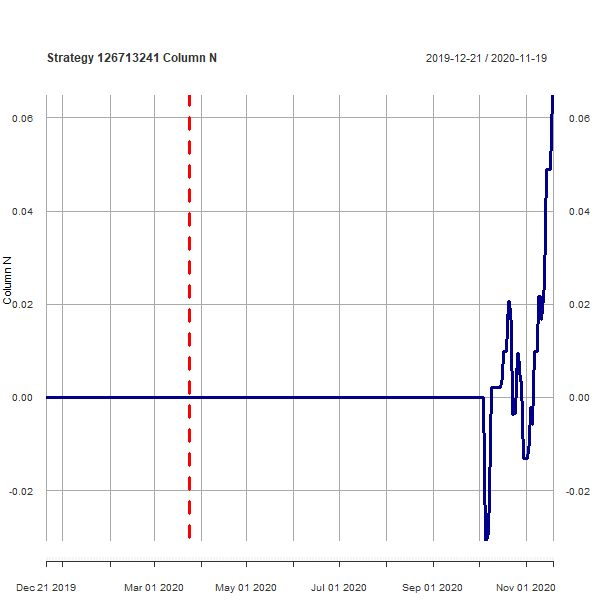 Strategy 126713241 Column N
2019-12-21 / 2020-11-19
0.06
0.06
0.04
0.04
Column N
0.02
0.02
0.00
0.00
-0.02
-0.02
Dec 21 2019
Mar 01 2020
May 01 2020
Jul 01 2020
Sep 01 2020
Nov 01 2020